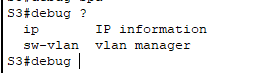 S3#debug ?
ip IP information
sw-vlan vlan manager
S3#debug